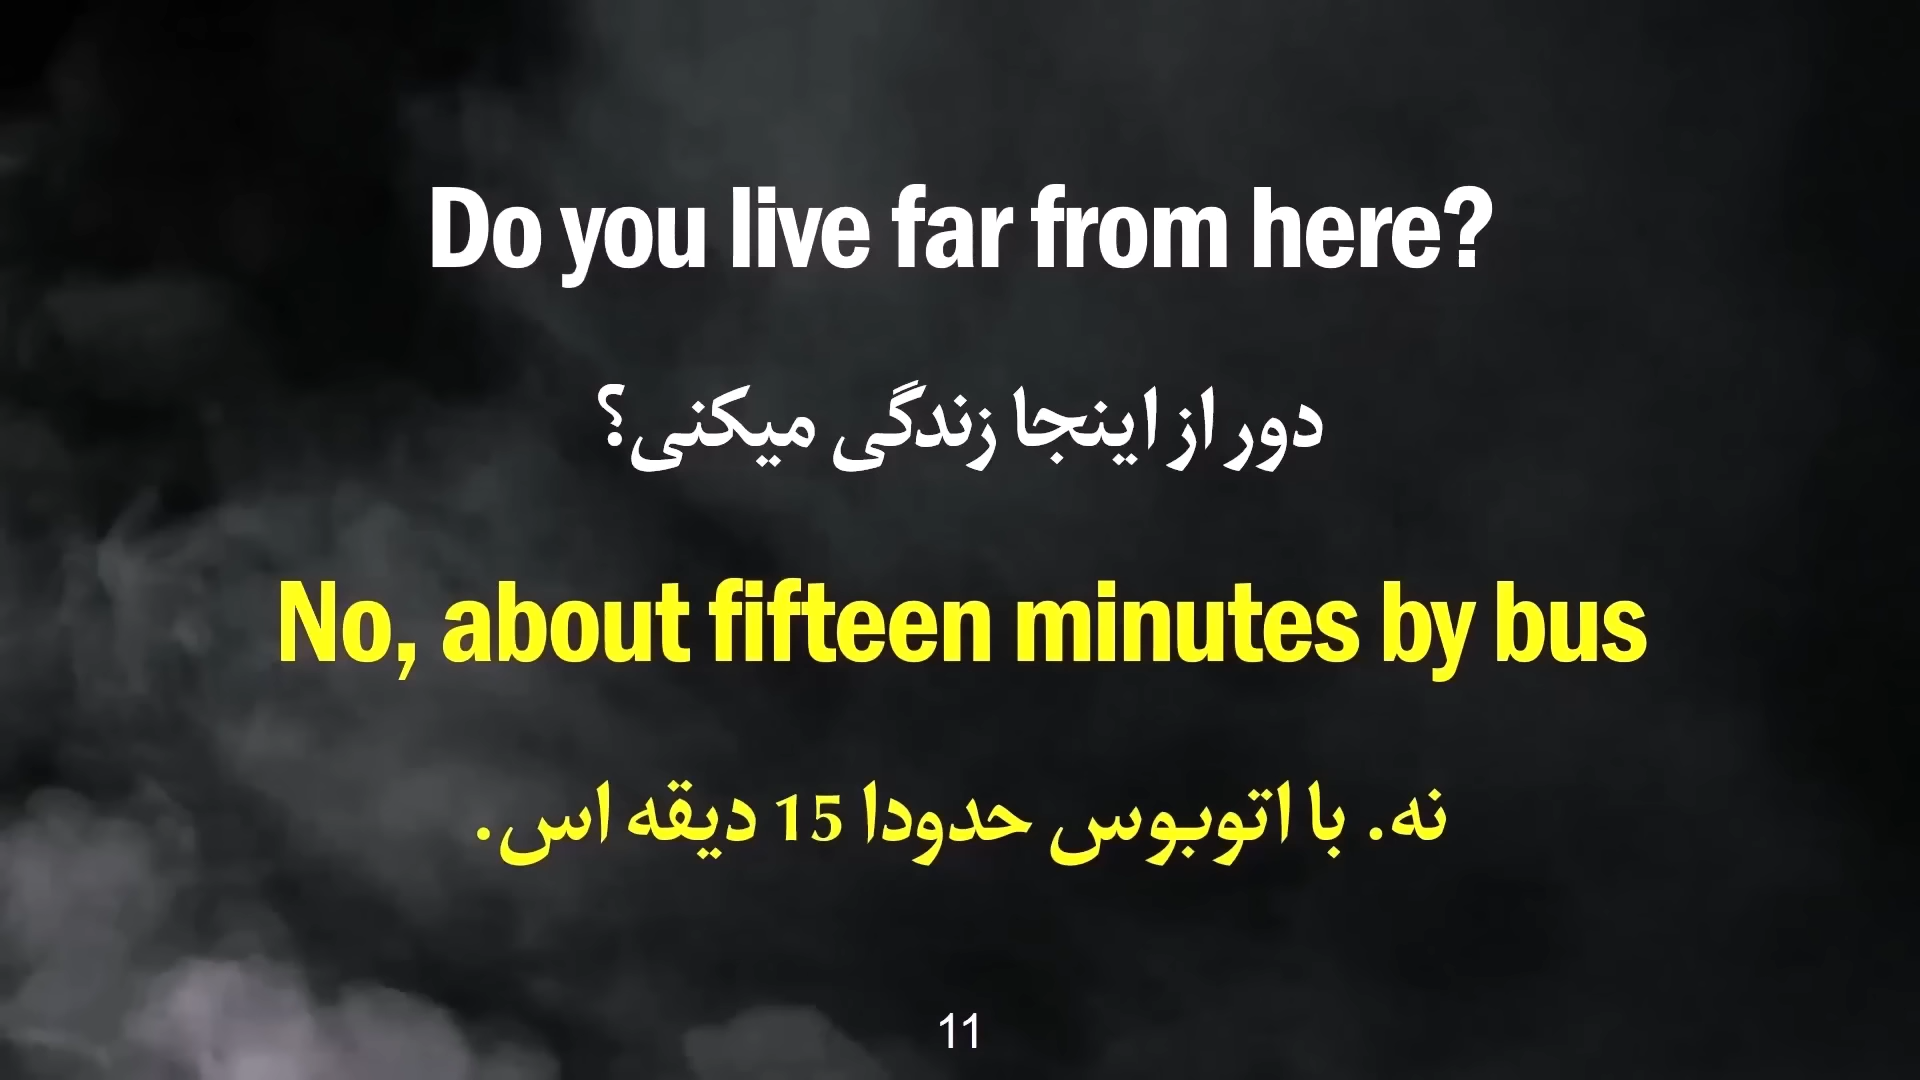 Do you live far from here?
دور از اینجا زندگی میکنی؟
No, about fifteen minutes by bus
نه. با اتوبوس حدودا 15 دیقه اس.
11